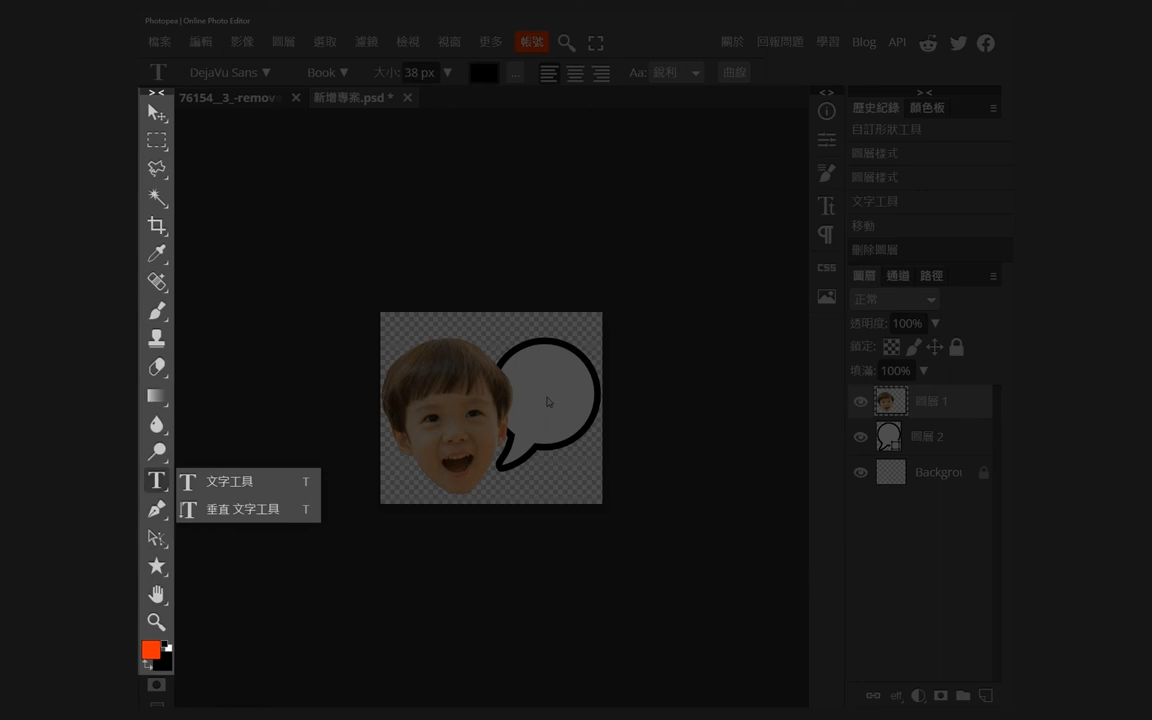 Photopea | Online Photo Editor
檔案 編輯 影像 圖層 選取 濾鏡 檢視 視窗 更多 帳號 關於 回報問題 學習 Blog API
T DejaVu Sans ▼ Book ▼ 大小: 38 px ▼ ... Aa: 銳利 曲線
76154__3_-remove × 新增專案.psd * ×
歷史紀錄 顏色板
自訂形狀工具
圖層樣式
圖層樣式
文字工具
移動
刪除圖層
CSS
圖層 通道 路徑
正常
透明度: 100% ▼
鎖定:
填滿: 100% ▼
圖層 1
圖層 2
Backgrou
T 文字工具 T
T 垂直 文字工具 T
eff